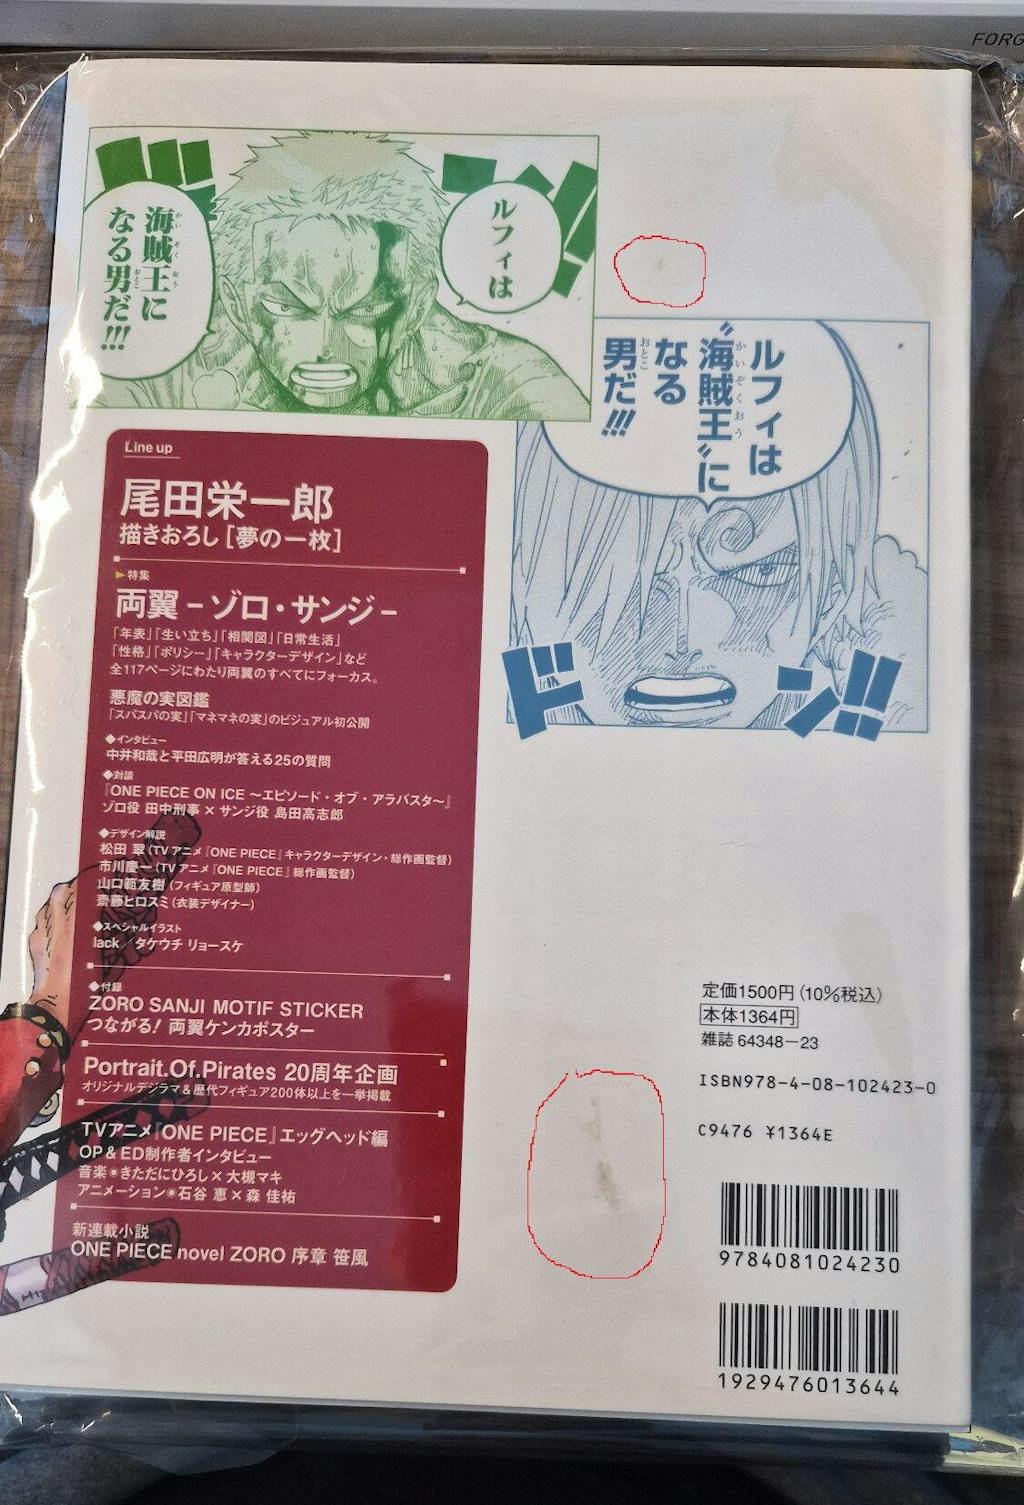 FORG
ルフィは
海賊王に
なる男だ!!!
ドン!!
ルフィは
〝海賊王〟に
なる
男だ!!!
ドン!!
Line up
尾田栄一郎
描きおろし[夢の一枚]
▶特集
両翼-ゾロ・サンジ-
「年表」「生い立ち」「相関図」「日常生活」
「性格」「ポリシー」「キャラクターデザイン」など
全117ページにわたり両翼のすべてにフォーカス。
悪魔の実図鑑
「スパスパの実」「マネマネの実」のビジュアル初公開
◆インタビュー
中井和哉と平田広明が答える25の質問
◆対談
『ONE PIECE ON ICE 〜エピソード・オブ・アラバスタ〜』
ゾロ役 田中刑事 × サンジ役 島田高志郎
◆デザイン解説
松田 翠(TVアニメ『ONE PIECE』キャラクターデザイン・総作画監督)
市川慶一(TVアニメ『ONE PIECE』総作画監督)
山口範友樹(フィギュア原型師)
齋藤ヒロスミ(衣装デザイナー)
◆スペシャルイラスト
lack/タケウチ リョースケ
◆付録
ZORO SANJI MOTIF STICKER
つながる! 両翼ケンカポスター
Portrait.Of.Pirates 20周年企画
オリジナルデジラマ&歴代フィギュア200体以上を一挙掲載
TVアニメ『ONE PIECE』エッグヘッド編
OP&ED制作者インタビュー
音楽◉きただにひろし×大槻マキ
アニメーション◉石谷 恵×森 佳祐
新連載小説
ONE PIECE novel ZORO 序章 笹風
定価1500円(10%税込)
本体1364円
雑誌 64348-23
ISBN978-4-08-102423-0
C9476 ¥1364E
9784081024230
1929476013644